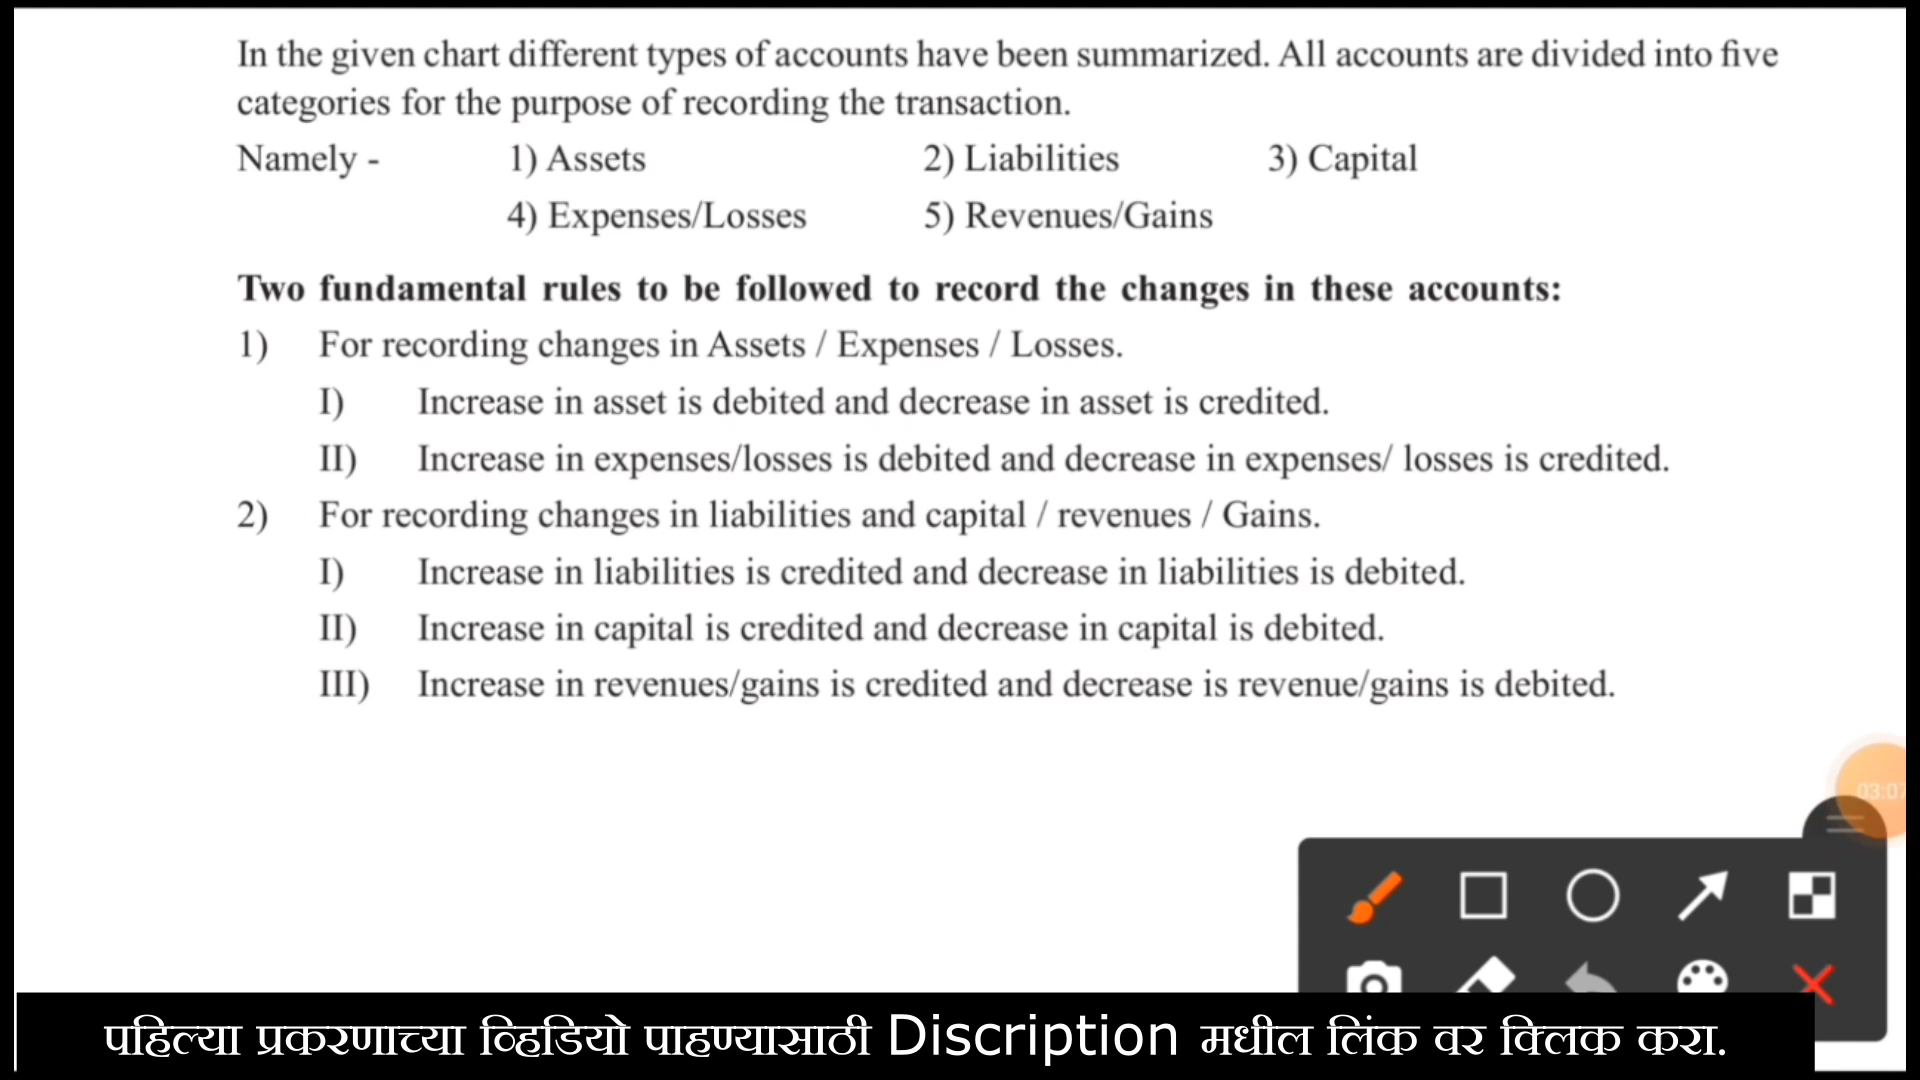 In the given chart different types of accounts have been summarized. All accounts are divided into five
categories for the purpose of recording the transaction.
Namely - 1) Assets 2) Liabilities 3) Capital
4) Expenses/Losses 5) Revenues/Gains
Two fundamental rules to be followed to record the changes in these accounts:
1) For recording changes in Assets / Expenses / Losses.
I) Increase in asset is debited and decrease in asset is credited.
II) Increase in expenses/losses is debited and decrease in expenses/ losses is credited.
2) For recording changes in liabilities and capital / revenues / Gains.
I) Increase in liabilities is credited and decrease in liabilities is debited.
II) Increase in capital is credited and decrease in capital is debited.
III) Increase in revenues/gains is credited and decrease is revenue/gains is debited.
03:07
पहिल्या प्रकरणाच्या व्हिडियो पाहण्यासाठी Discription मधील लिंक वर क्लिक करा.